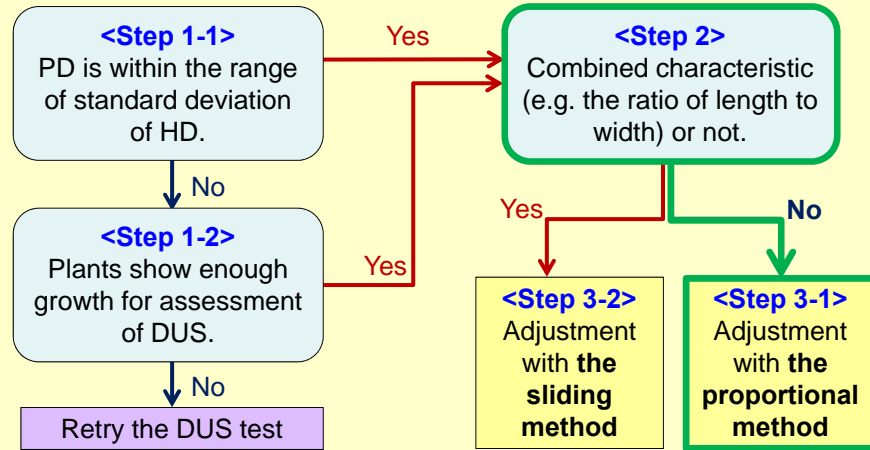 <Step 1-1>
PD is within the range
of standard deviation
of HD.
Yes
<Step 2>
Combined characteristic
(e.g. the ratio of length to
width) or not.
No
<Step 1-2>
Plants show enough
growth for assessment
of DUS.
Yes
Yes
No
<Step 3-2>
Adjustment
with the
sliding
method
<Step 3-1>
Adjustment
with the
proportional
method
No
Retry the DUS test